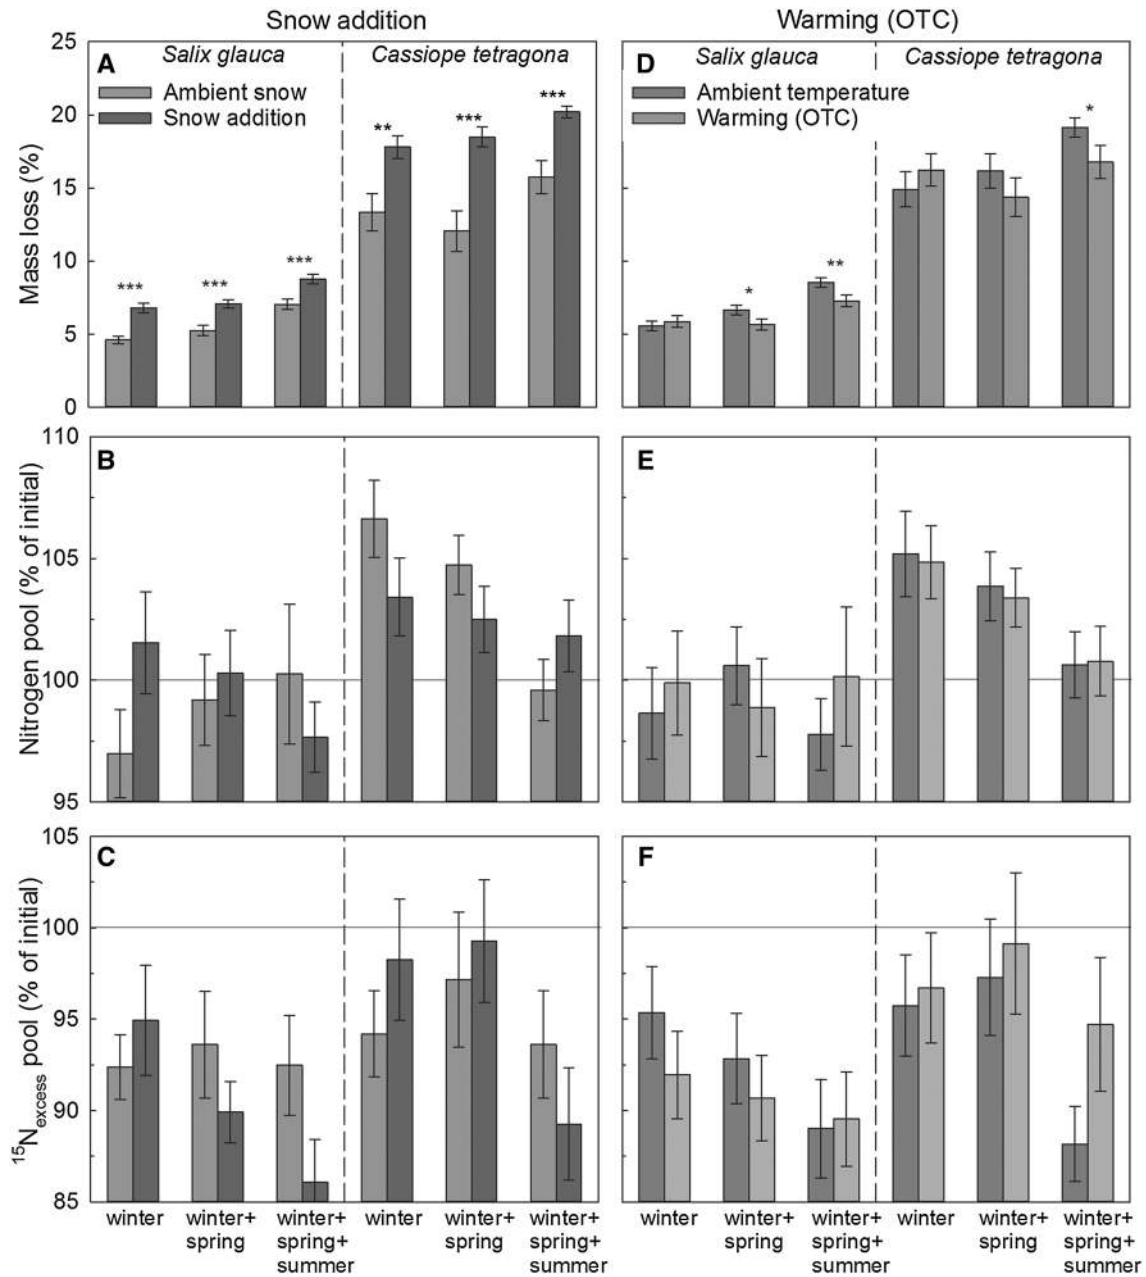 Snow addition
Warming (OTC)
25
20
15
10
5
0
Mass loss (%)
A
Salix glauca
Cassiope tetragona
Ambient snow
Snow addition
***
***
***
**
***
***
D
Salix glauca
Cassiope tetragona
Ambient temperature
Warming (OTC)
*
**
*
110
105
100
95
Nitrogen pool (% of initial)
B
E
105
100
95
90
85
15Nexcess pool (% of initial)
C
F
winter
winter+
spring
winter+
spring+
summer
winter
winter+
spring
winter+
spring+
summer
winter
winter+
spring
winter+
spring+
summer
winter
winter+
spring
winter+
spring+
summer